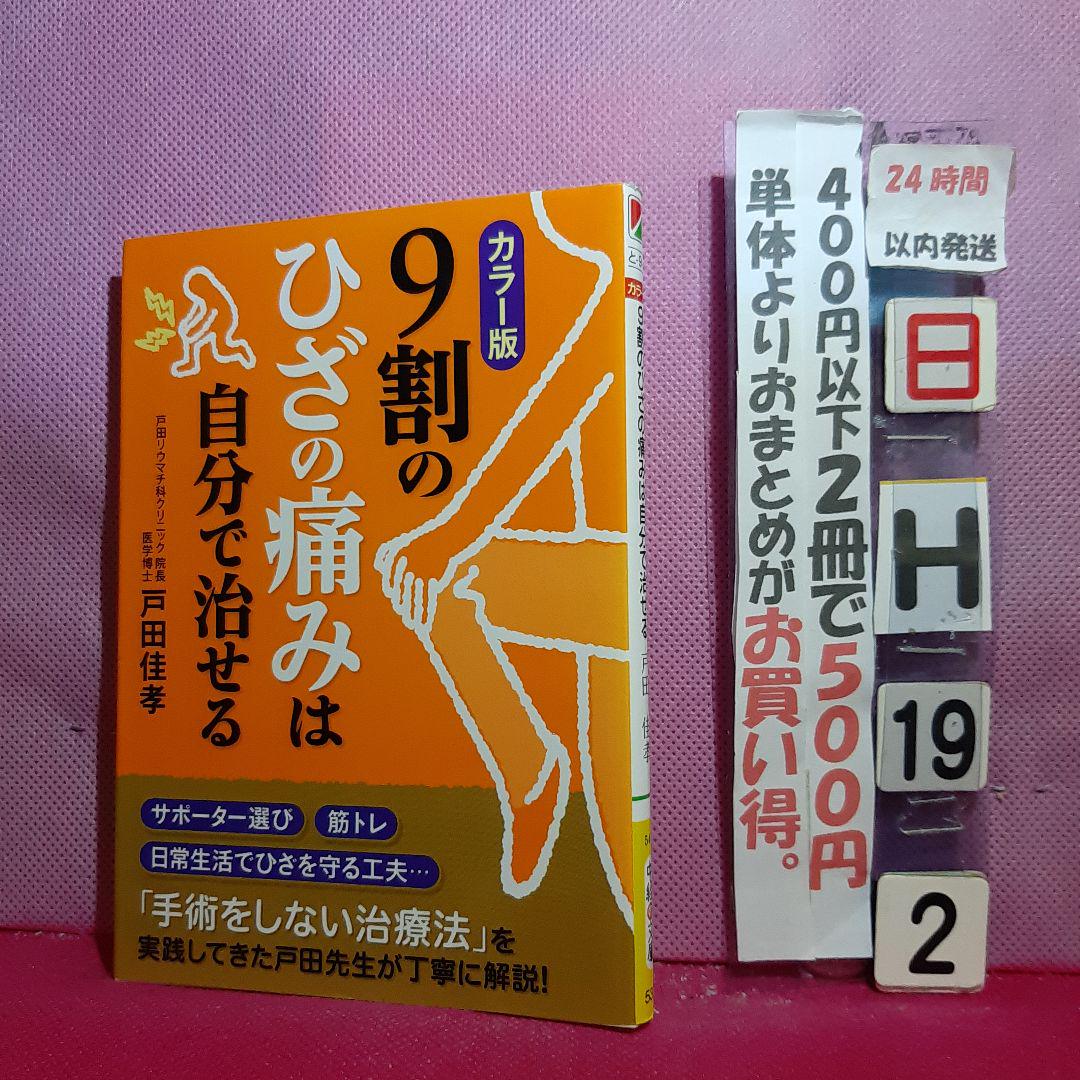 カラー版
9割の
ひざの痛みは
自分で治せる
戸田リウマチ科クリニック 院長
医学博士
戸田佳孝
サポーター選び
筋トレ
日常生活でひざを守る工夫…
「手術をしない治療法」を
実践してきた戸田先生が丁寧に解説!
400円以下2冊で500円
単体よりおまとめがお買い得。
24時間
以内発送
日
H
19
2